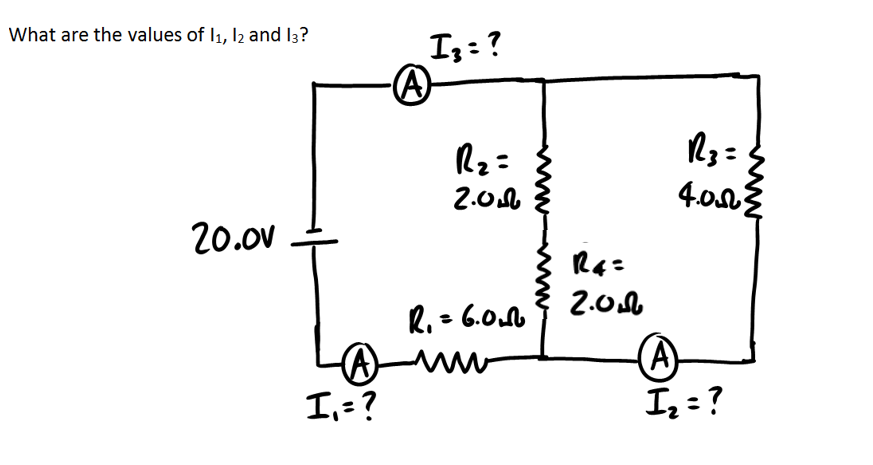 What are the values of I₁, I₂ and I₃?
I₃ = ?
A
R₂ =
2.0Ω
R₃ =
4.0Ω
20.0V
R₄ =
2.0Ω
R₁ = 6.0Ω
A
A
I₁ = ?
I₂ = ?